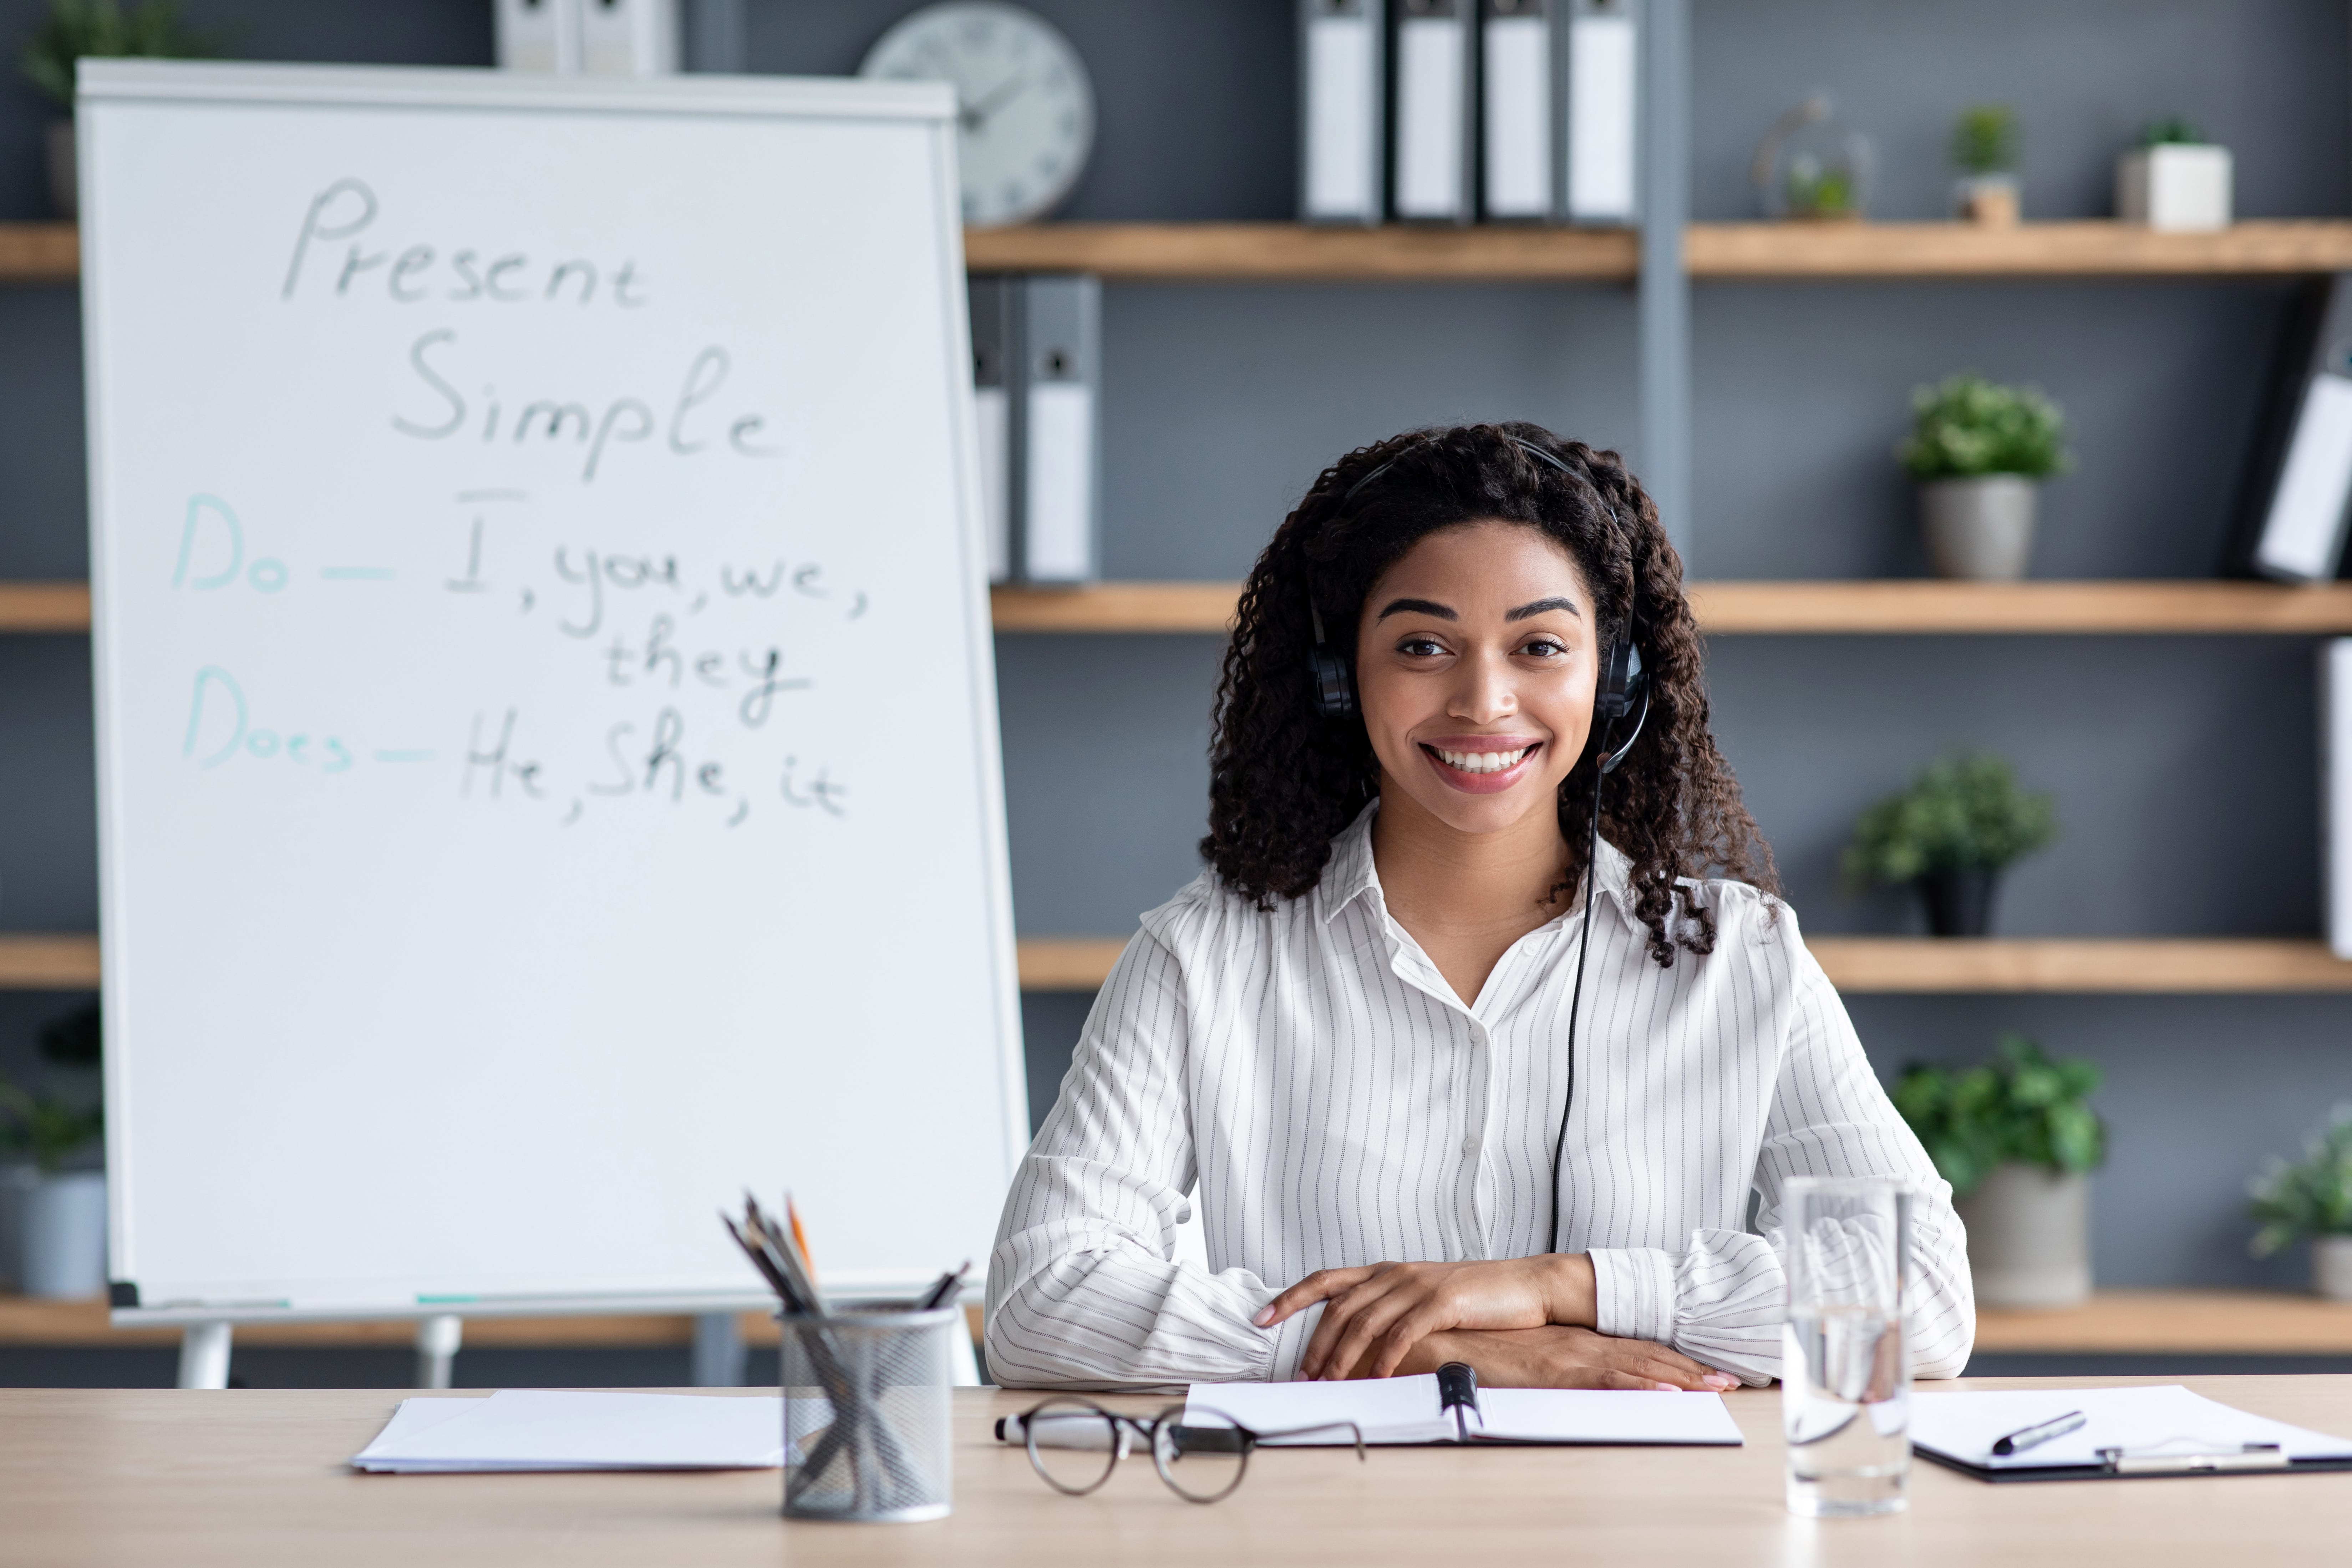 Present
Simple
Do — I, you, we,
they
Does — He, She, it